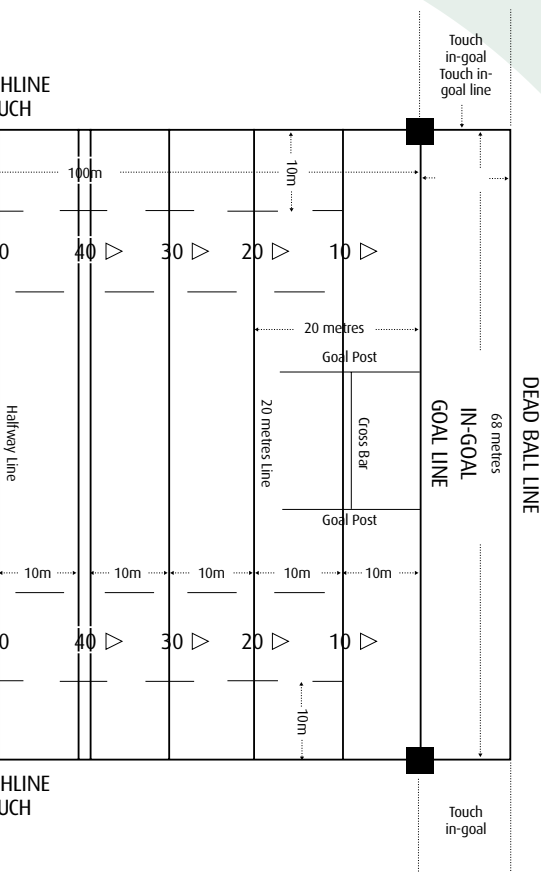 Touch
in-goal
Touch in-
goal line
HLINE
UCH
100m
10m
0 40 30 20 10
20 metres
Goal Post
Halfway Line
20 metres Line
Cross Bar
GOAL LINE
IN-GOAL
68 metres
DEAD BALL LINE
Goal Post
10m 10m 10m 10m 10m
0 40 30 20 10
10m
HLINE
UCH
Touch
in-goal